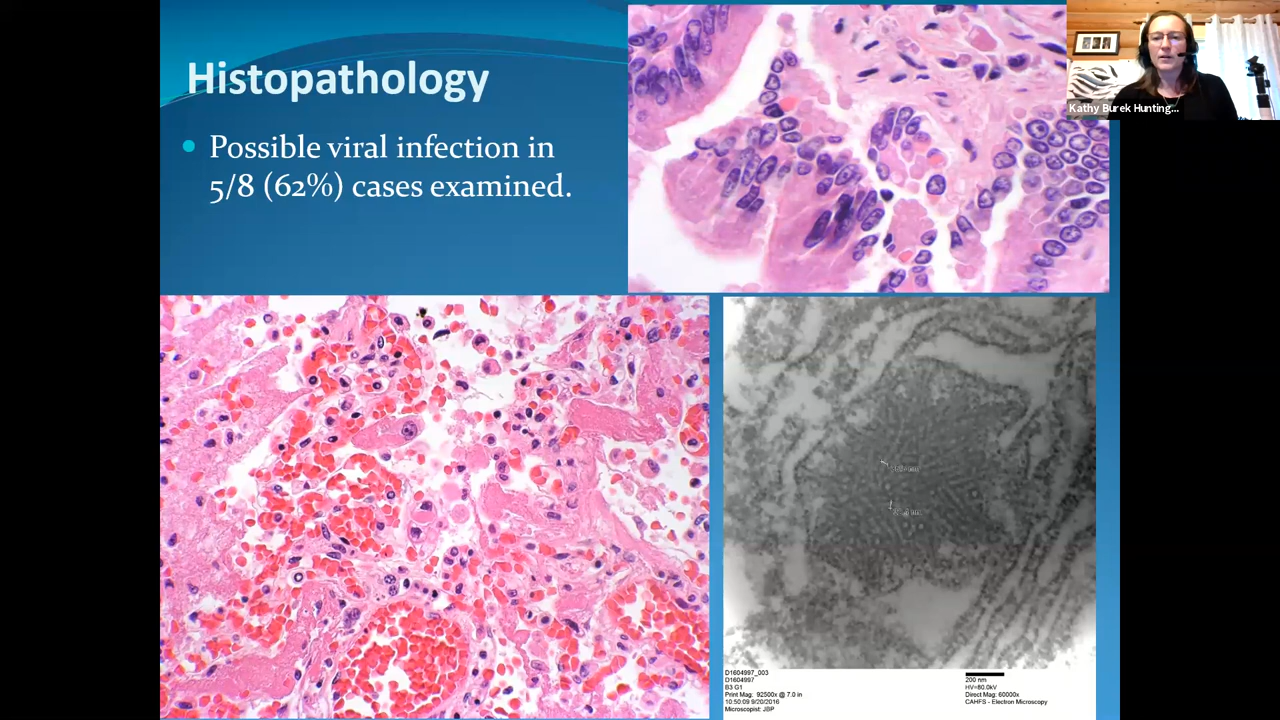 Histopathology
Possible viral infection in
5/8 (62%) cases examined.
Kathy Burek Hunting...
D1604997_003
D1604997
B3 G1
Print Mag: 92500x @ 7.0 in
10:50:09 9/20/2016
Microscopist: JBP
200 nm
HV=80.0kV
Direct Mag: 60000x
CAHFS - Electron Microscopy